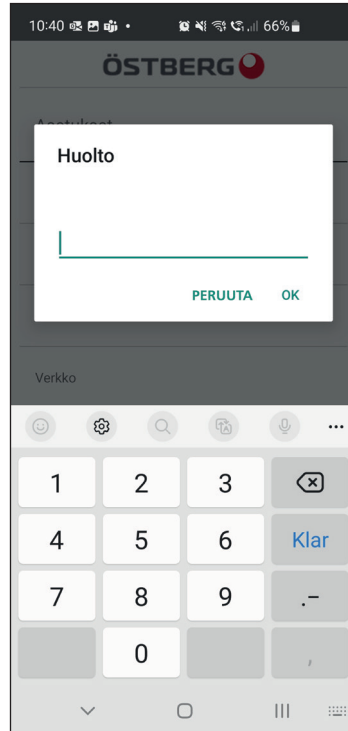 10:40 66%
ÖSTBERG
Asetukset
Huolto
PERUUTA OK
Verkko
1 2 3
4 5 6 Klar
7 8 9 .–
0 ,